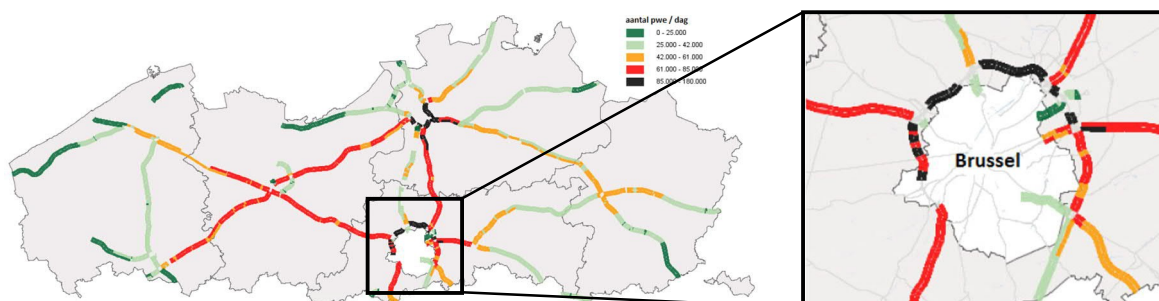 aantal pwe / dag
0 - 25.000
25.000 - 42.000
42.000 - 61.000
61.000 - 85.000
85.000 - 180.000
Brussel